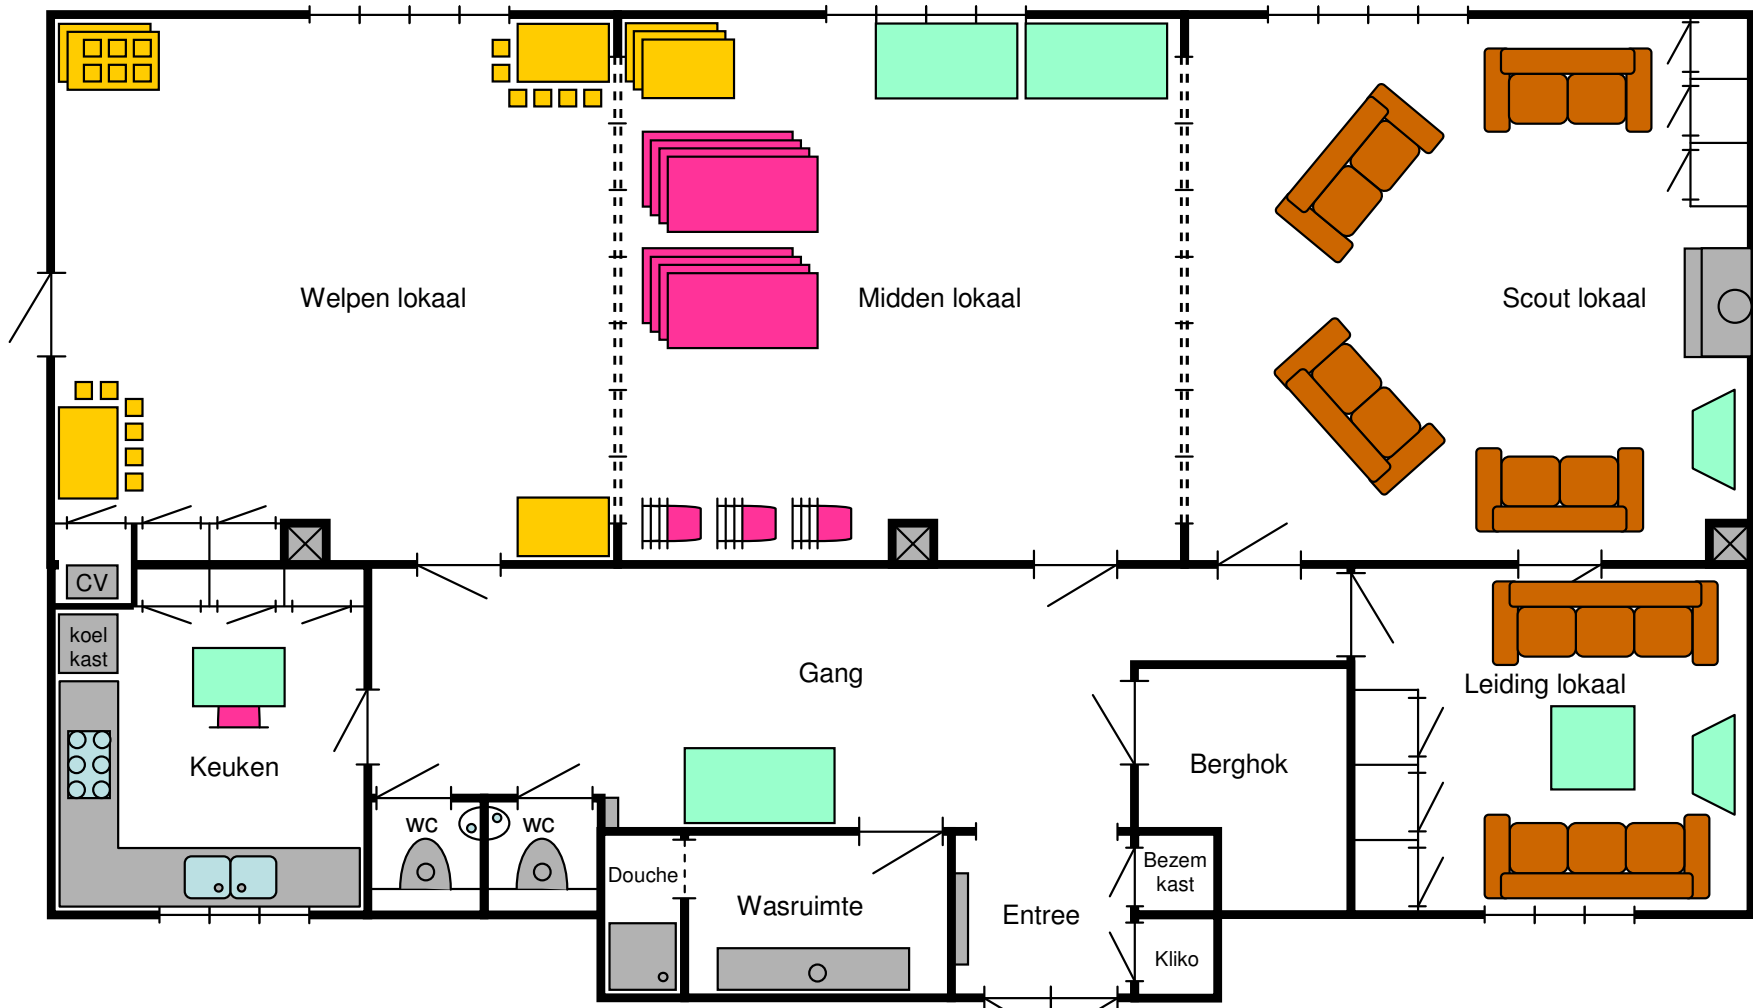 Welpen lokaal
Midden lokaal
Scout lokaal
CV
koel
kast
Gang
Leiding lokaal
Keuken
Berghok
wc
wc
Douche
Bezem
kast
Wasruimte
Entree
Kliko